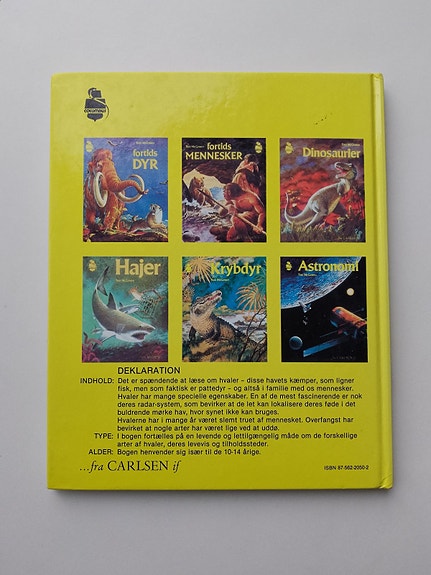 fortids
DYR
fortids
MENNESKER
Dinosaurier
Hajer
Krybdyr
Astronomi
DEKLARATION
INDHOLD: Det er spændende at læse om hvaler – disse havets kæmper, som ligner
fisk, men som faktisk er pattedyr – og altså i familie med os mennesker.
Hvaler har mange specielle egenskaber. En af de mest fascinerende er nok
deres radar-system, som bevirker at de let kan lokalisere deres føde i det
buldrende mørke hav, hvor synet ikke kan bruges.
Hvalerne har i mange år været slemt truet af mennesket. Overfangst har
bevirket at nogle arter har været lige ved at uddø.
TYPE: I bogen fortælles på en levende og lettilgængelig måde om de forskellige
arter af hvaler, deres levevis og tilholdssteder.
ALDER: Bogen henvender sig især til de 10-14 årige.
...fra CARLSEN if
ISBN 87-562-2050-2